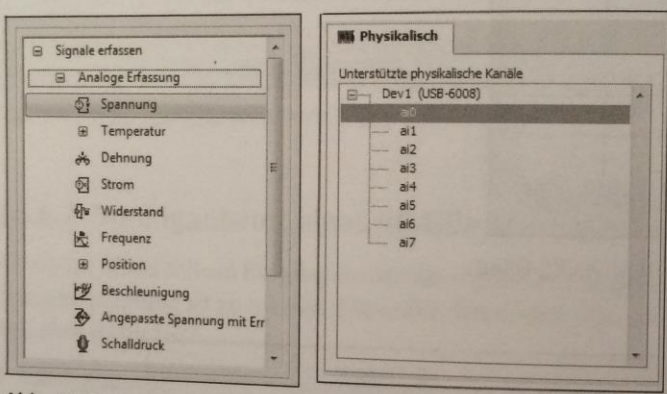 Signale erfassen
Analoge Erfassung
Spannung
Temperatur
Dehnung
Strom
Widerstand
Frequenz
Position
Beschleunigung
Angepasste Spannung mit Err
Schalldruck
Physikalisch
Unterstützte physikalische Kanäle
Dev1 (USB-6008)
ai0
ai1
ai2
ai3
ai4
ai5
ai6
ai7